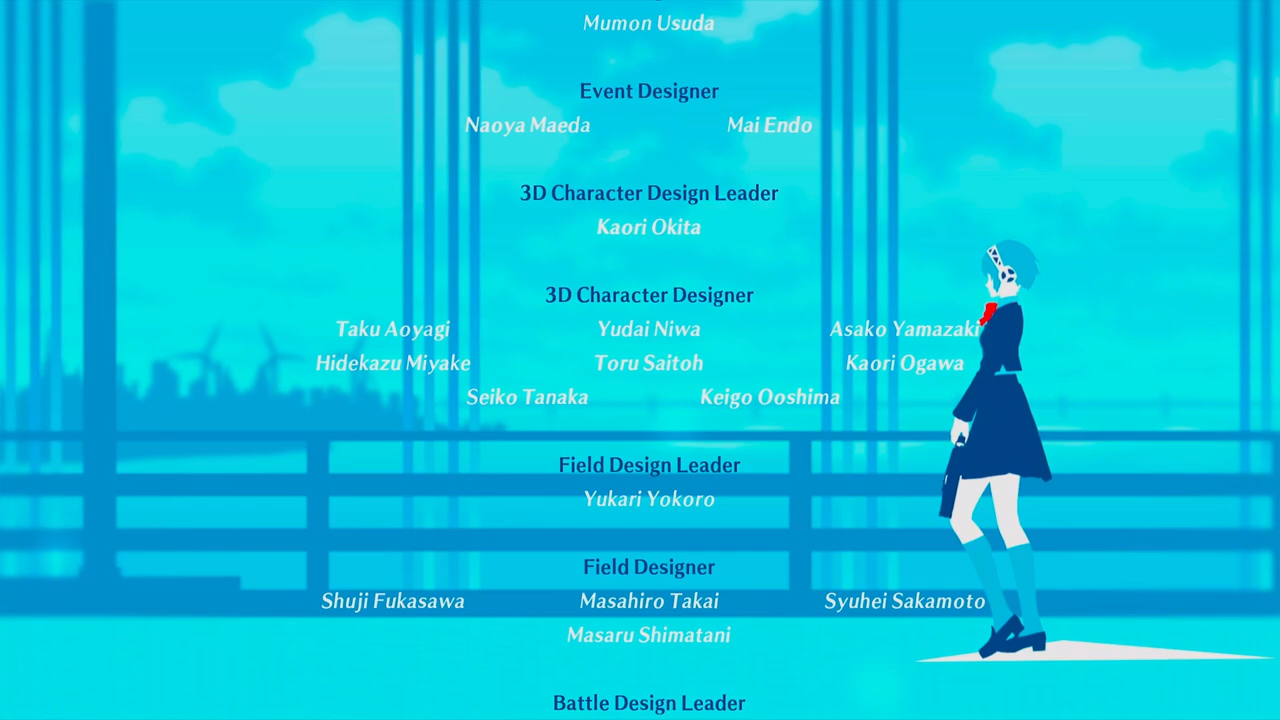 Mumon Usuda
Event Designer
Naoya Maeda Mai Endo
3D Character Design Leader
Kaori Okita
3D Character Designer
Taku Aoyagi Yudai Niwa Asako Yamazaki
Hidekazu Miyake Toru Saitoh Kaori Ogawa
Seiko Tanaka Keigo Ooshima
Field Design Leader
Yukari Yokoro
Field Designer
Shuji Fukasawa Masahiro Takai Syuhei Sakamoto
Masaru Shimatani
Battle Design Leader